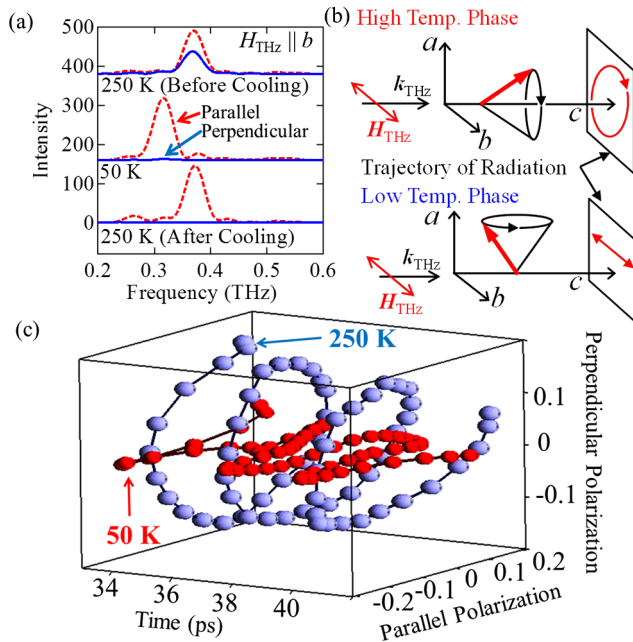 (a)
H_THz ∥ b
500
400
300
200
100
0
Intensity
250 K (Before Cooling)
Parallel
Perpendicular
50 K
250 K (After Cooling)
0.2 0.3 0.4 0.5 0.6
Frequency (THz)
(b)
High Temp. Phase
a
k_THz
H_THz
b
c
Trajectory of Radiation
Low Temp. Phase
a
k_THz
H_THz
b
c
(c)
250 K
50 K
34 36 38 40
Time (ps)
-0.2 -0.1 0 0.1 0.2
Parallel Polarization
0.1
0
-0.1
Perpendicular Polarization